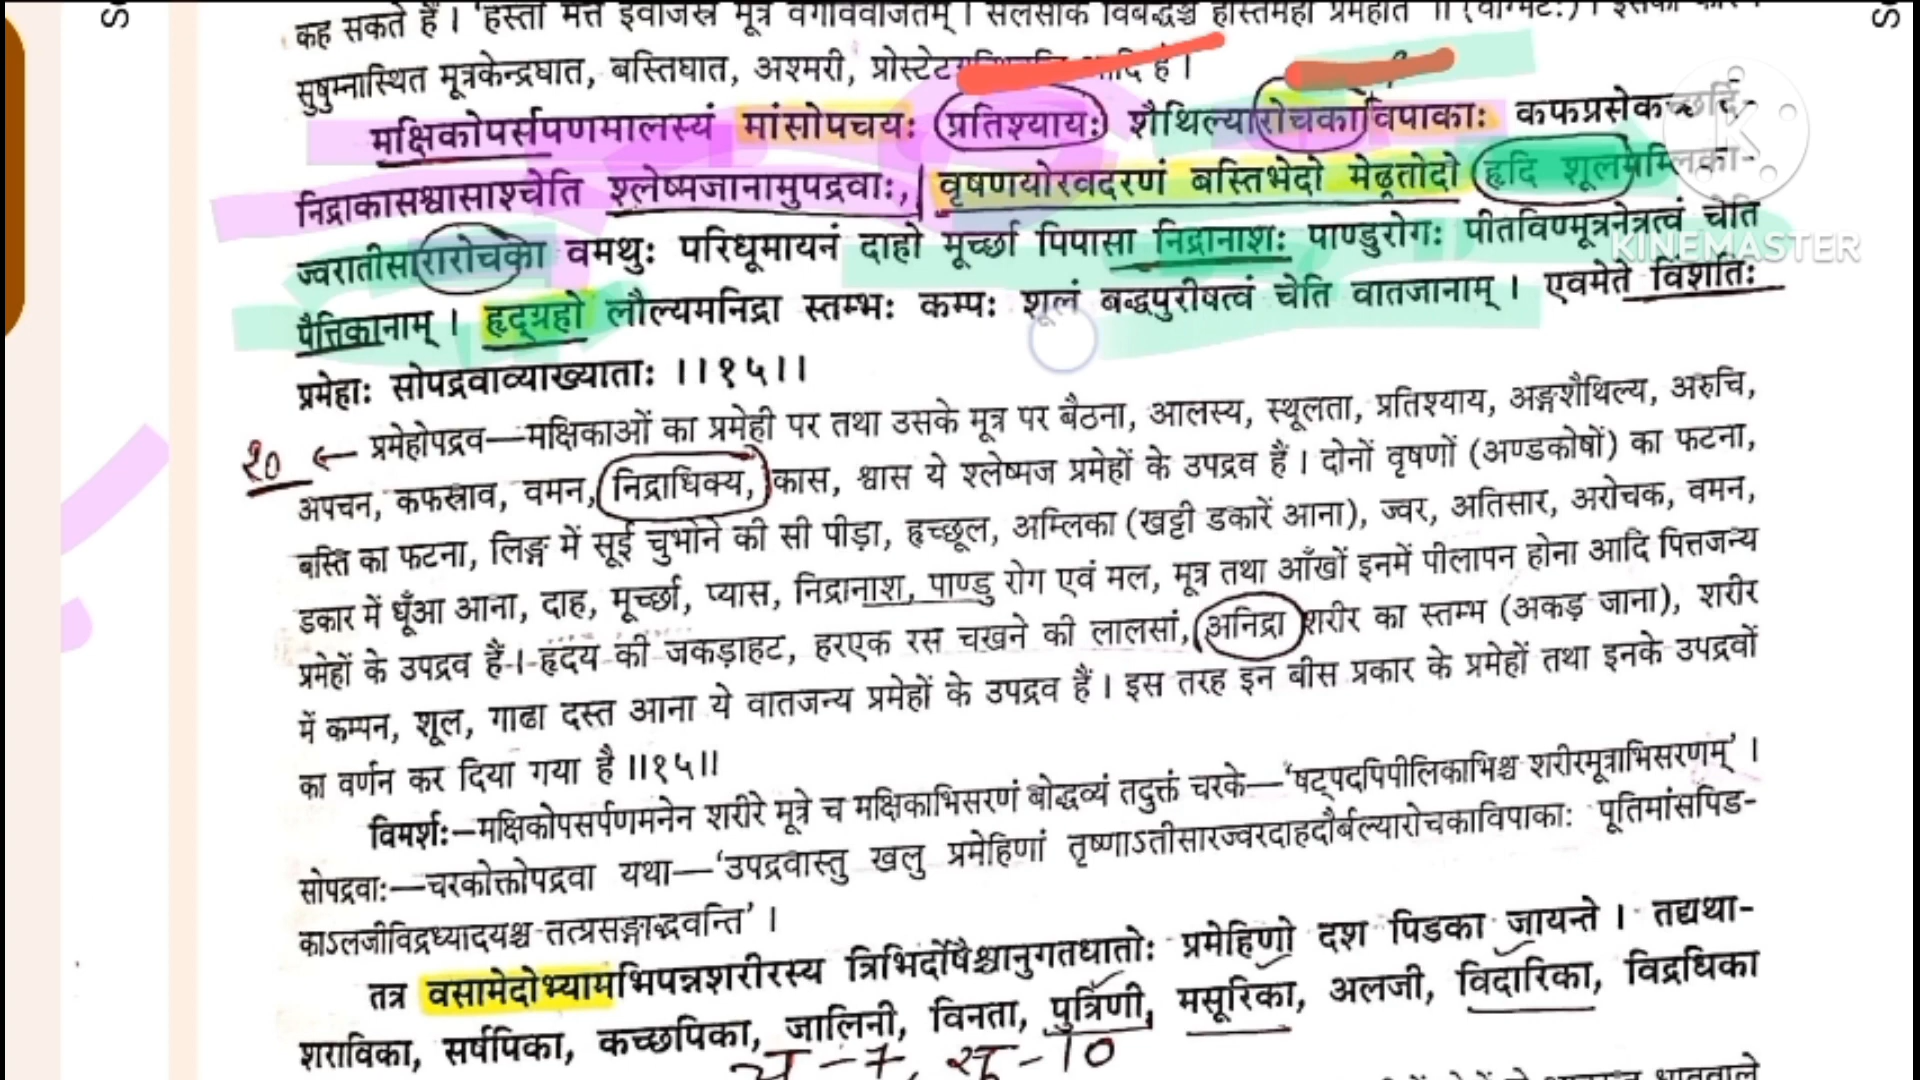 कह सकते हैं। 'हस्ती मत्त इवाजस्रं मूत्रं वेगविवर्जितम्। सलसीकं विबद्धञ्च हस्तिमेही प्रमेहति ॥ (वाग्भटः)।
सुषुम्नास्थित मूत्रकेन्द्रघात, बस्तिघात, अश्मरी, आदि हैं।
मक्षिकोपर्सपणमालस्यं मांसोपचयः प्रतिश्यायः शैथिल्यारोचकाविपाकाः कफप्रसेकच्छर्दि-
निद्राकासश्वासाश्चेति श्लेष्मजानामुपद्रवाः, वृषणयोरवदरणं बस्तिभेदो मेढ्रतोदो हृदि शूलमम्लिका-
ज्वरातीसारारोचका वमथुः परिधूमायनं दाहो मूर्च्छा पिपासा निद्रानाशः पाण्डुरोगः पीतविण्मूत्रनेत्रत्वं चेति
KINEMASTER
पैत्तिकानाम्। हृद्ग्रहो लौल्यमनिद्रा स्तम्भः कम्पः शूलं बद्धपुरीषत्वं चेति वातजानाम्। एवमेते विंशतिः
प्रमेहाः सोपद्रवाव्याख्याताः ।।१५।।
२० प्रमेहोपद्रव—मक्षिकाओं का प्रमेही पर तथा उसके मूत्र पर बैठना, आलस्य, स्थूलता, प्रतिश्याय, अङ्गशैथिल्य, अरुचि,
अपचन, कफस्राव, वमन, निद्राधिक्य, कास, श्वास ये श्लेष्मज प्रमेहों के उपद्रव हैं। दोनों वृषणों (अण्डकोषों) का फटना,
बस्ति का फटना, लिङ्ग में सूई चुभोने की सी पीड़ा, हृच्छूल, अम्लिका (खट्टी डकारें आना), ज्वर, अतिसार, अरोचक, वमन,
डकार में धूँआ आना, दाह, मूर्च्छा, प्यास, निद्रानाश, पाण्डु रोग एवं मल, मूत्र तथा आँखों इनमें पीलापन होना आदि पित्तजन्य
प्रमेहों के उपद्रव हैं। हृदय की जकड़ाहट, हरएक रस चखने की लालसा, अनिद्रा शरीर का स्तम्भ (अकड़ जाना), शरीर
में कम्पन, शूल, गाढा दस्त आना ये वातजन्य प्रमेहों के उपद्रव हैं। इस तरह इन बीस प्रकार के प्रमेहों तथा इनके उपद्रवों
का वर्णन कर दिया गया है ॥१५॥
विमर्शः—मक्षिकोपसर्पणमनेन शरीरे मूत्रे च मक्षिकाभिसरणं बोद्धव्यं तदुक्तं चरके—'षट्पदपिपीलिकाभिश्च शरीरमूत्राभिसरणम्'।
सोपद्रवाः—चरकोक्तोपद्रवा यथा—'उपद्रवास्तु खलु प्रमेहिणां तृष्णाऽतीसारज्वरदाहदौर्बल्यारोचकाविपाकाः पूतिमांसपिड-
काऽलजीविद्रध्यादयश्च तत्प्रसङ्गाद्भवन्ति'।
तत्र वसामेदोभ्यामभिपन्नशरीरस्य त्रिभिर्दोषैश्चानुगतधातोः प्रमेहिणो दश पिडका जायन्ते। तद्यथा-
शराविका, सर्षपिका, कच्छपिका, जालिनी, विनता, पुत्रिणी, मसूरिका, अलजी, विदारिका, विद्रधिका
च -7, सु -10